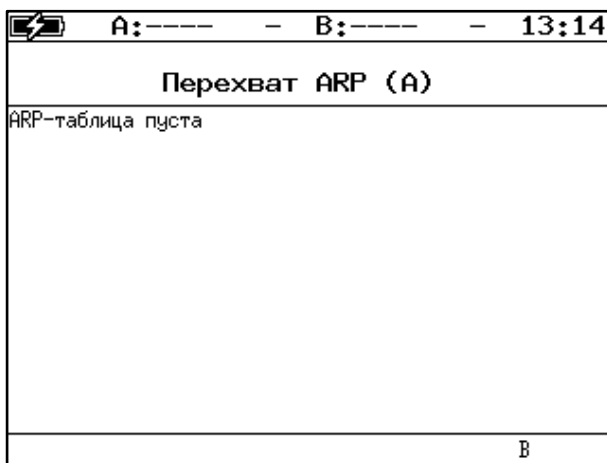 A:---- - B:---- - 13:14
Перехват ARP (A)
ARP-таблица пуста
B